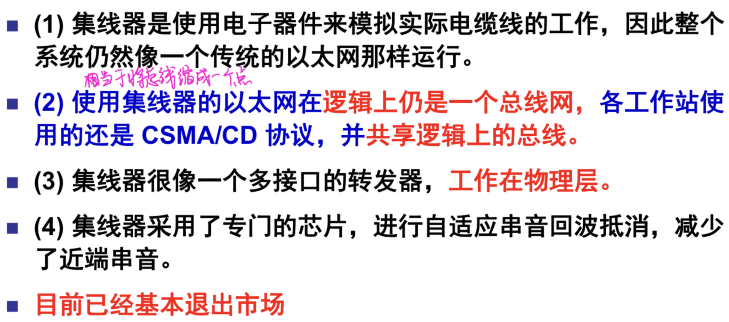 (1) 集线器是使用电子器件来模拟实际电缆线的工作，因此整个
系统仍然像一个传统的以太网那样运行。
相当于将总线缩成一个点
(2) 使用集线器的以太网在逻辑上仍是一个总线网，各工作站使
用的还是 CSMA/CD 协议，并共享逻辑上的总线。
(3) 集线器很像一个多接口的转发器，工作在物理层。
(4) 集线器采用了专门的芯片，进行自适应串音回波抵消，减少
了近端串音。
目前已经基本退出市场